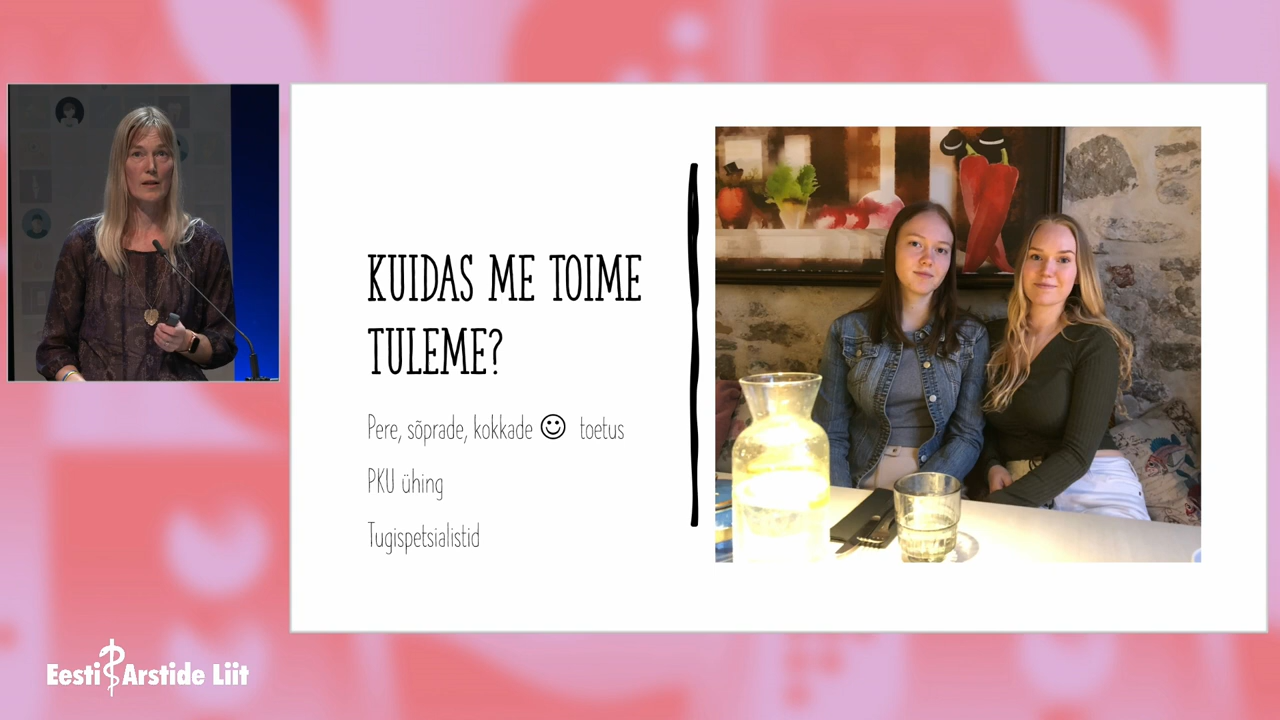 KUIDAS ME TOIME
TULEME?
Pere, sõprade, kokkade ☺ toetus
PKU ühing
Tugispetsialistid
Eesti Arstide Liit